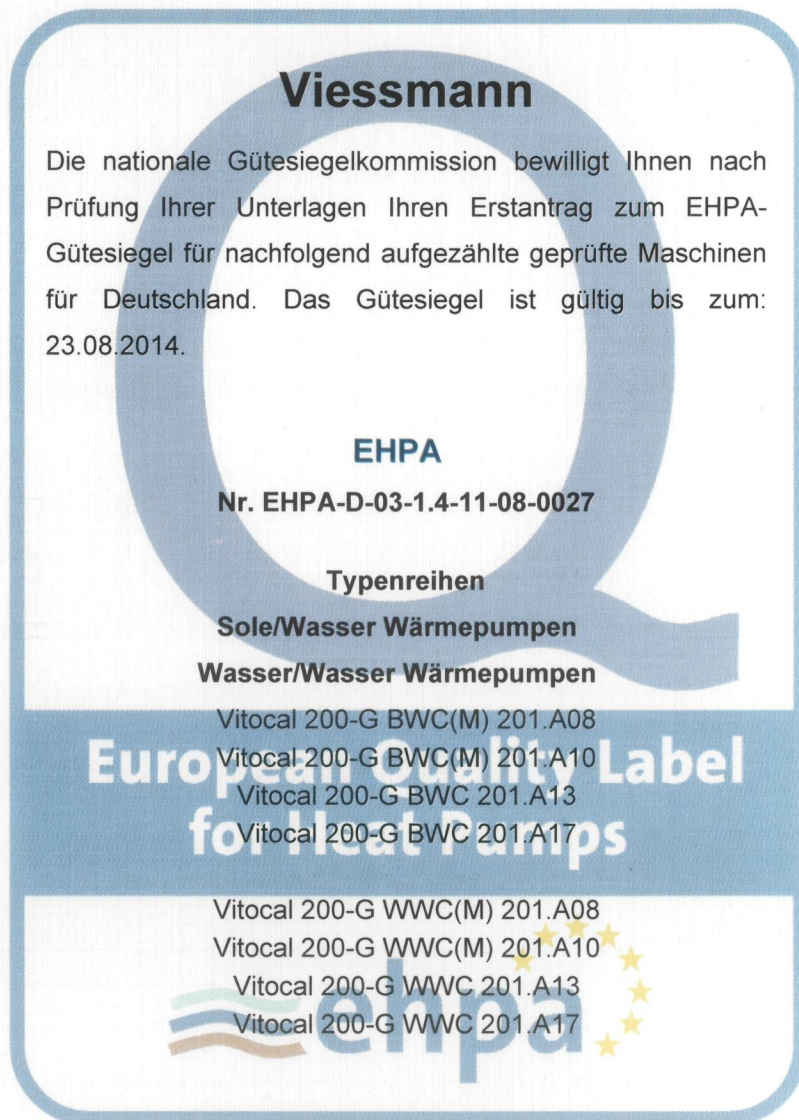 Viessmann
Die nationale Gütesiegelkommission bewilligt Ihnen nach
Prüfung Ihrer Unterlagen Ihren Erstantrag zum EHPA-
Gütesiegel für nachfolgend aufgezählte geprüfte Maschinen
für Deutschland. Das Gütesiegel ist gültig bis zum:
23.08.2014.
EHPA
Nr. EHPA-D-03-1.4-11-08-0027
Typenreihen
Sole/Wasser Wärmepumpen
Wasser/Wasser Wärmepumpen
Vitocal 200-G BWC(M) 201.A08
European Quality Label
Vitocal 200-G BWC(M) 201.A10
Vitocal 200-G BWC 201.A13
for Heat Pumps
Vitocal 200-G BWC 201.A17
Vitocal 200-G WWC(M) 201.A08
Vitocal 200-G WWC(M) 201.A10
Vitocal 200-G WWC 201.A13
ehpa
Vitocal 200-G WWC 201.A17